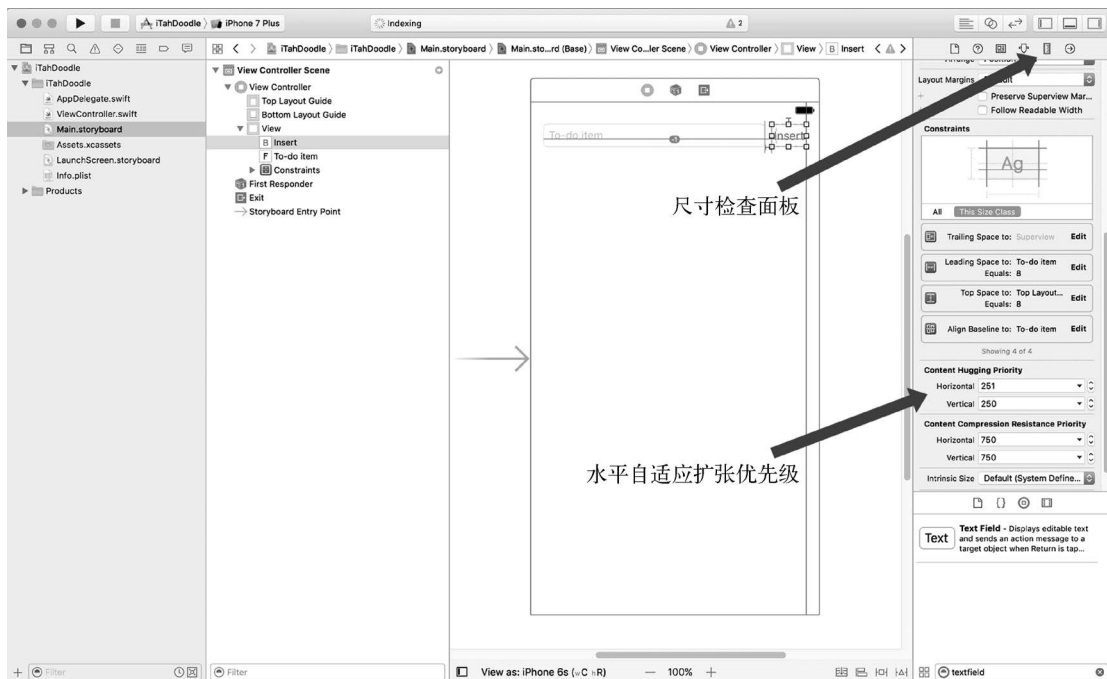 iTahDoodle 〉 iPhone 7 Plus
Indexing
2
iTahDoodle 〉 iTahDoodle 〉 Main.storyboard 〉 Main.sto...rd (Base) 〉 View Co...ler Scene 〉 View Controller 〉 View 〉 B Insert
iTahDoodle
iTahDoodle
AppDelegate.swift
ViewController.swift
Main.storyboard
Assets.xcassets
LaunchScreen.storyboard
Info.plist
Products
Filter
View Controller Scene
View Controller
Top Layout Guide
Bottom Layout Guide
View
B Insert
F To-do item
Constraints
First Responder
Exit
Storyboard Entry Point
Filter
To-do item
Insert
尺寸检查面板
水平自适应扩张优先级
View as: iPhone 6s (wC hR)
100%
Layout Margins
Preserve Superview Mar...
Follow Readable Width
Constraints
Ag
All This Size Class
Trailing Space to: Superview Edit
Leading Space to: To-do item
Equals: 8 Edit
Top Space to: Top Layout...
Equals: 8 Edit
Align Baseline to: To-do item Edit
Showing 4 of 4
Content Hugging Priority
Horizontal 251
Vertical 250
Content Compression Resistance Priority
Horizontal 750
Vertical 750
Intrinsic Size Default (System Define...
{}
Text
Text Field - Displays editable text
and sends an action message to a
target object when Return is tap...
textfield